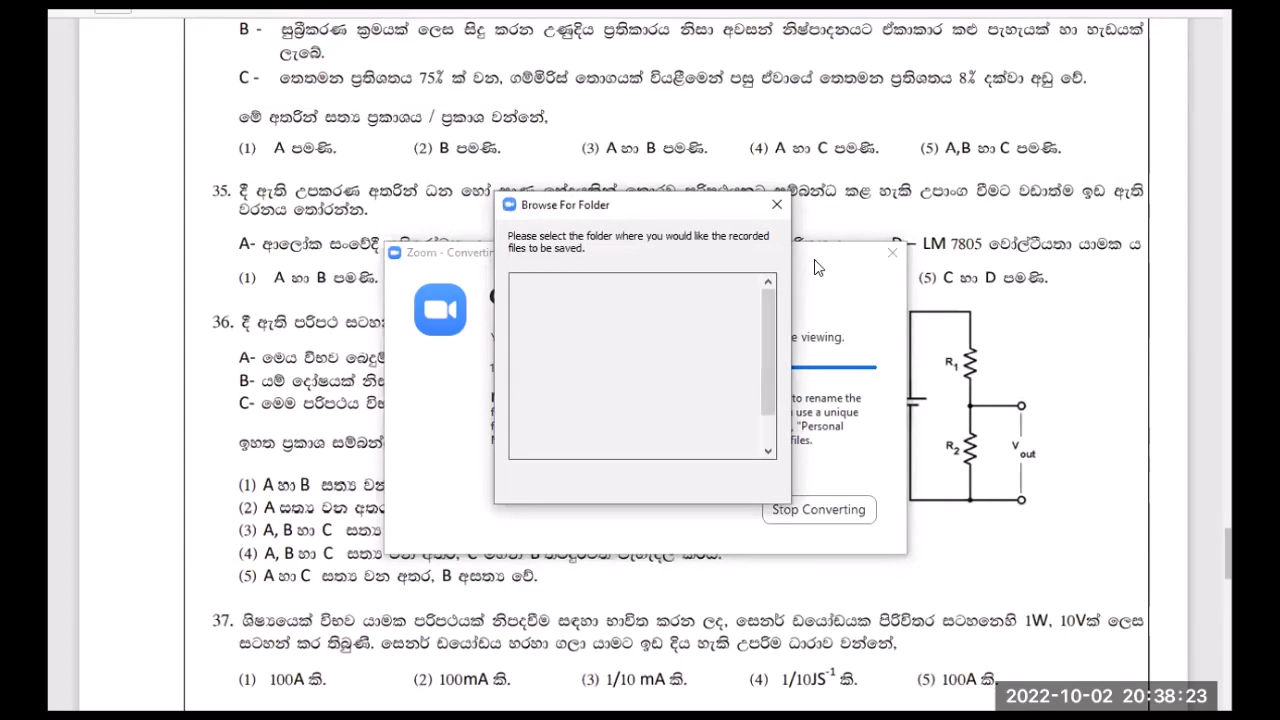 B - සුබ්‍රීකරණ ක්‍රමයක් ලෙස සිදු කරන උණුදිය ප්‍රතිකාරය නිසා අවසන් නිෂ්පාදනයට ඒකාකාර කළු පැහැයක් හා හැඩයක්
ලැබේ.
C - තෙතමන ප්‍රතිශතය 75% ක් වන, ගම්මිරිස් තොගයක් වියළීමෙන් පසු ඒවායේ තෙතමන ප්‍රතිශතය 8% දක්වා අඩු වේ.
මේ අතරින් සත්‍ය ප්‍රකාශය / ප්‍රකාශ වන්නේ,
(1) A පමණි. (2) B පමණි. (3) A හා B පමණි. (4) A හා C පමණි. (5) A,B හා C පමණි.
35. දී ඇති උපකරණ අතරින් ධන හෝ සම්බන්ධ කළ හැකි උපාංග වීමට වඩාත්ම ඉඩ ඇති
වරනය තෝරන්න.
A- ආලෝක සංවේදී D - LM 7805 වෝල්ටීයතා යාමක ය
(1) A හා B පමණි. (5) C හා D පමණි.
Browse For Folder
Please select the folder where you would like the recorded
files to be saved.
Zoom - Converting
e viewing.
to rename the
use a unique
"Personal
files.
Stop Converting
36. දී ඇති පරිපථ
A- මෙය විභව
B- යම් දෝෂයක්
C- මෙම පරිපථය
ඉහත ප්‍රකාශ
(1) A හා B සත්‍ය
(2) A සත්‍ය වන
(3) A, B හා C
(4) A, B හා C
(5) A හා C සත්‍ය වන අතර, B අසත්‍ය වේ.
R1
R2
V out
37. ශිෂ්‍යයෙක් විභව යාමක පරිපථයක් නිපදවීම සඳහා භාවිත කරන ලද, සෙනර් ඩයෝඩයක පිරිවිතර සටහනෙහි 1W, 10Vක් ලෙස
සටහන් කර තිබුණි. සෙනර් ඩයෝඩය හරහා ගලා යාමට ඉඩ දිය හැකි උපරිම ධාරාව වන්නේ,
(1) 100A කි. (2) 100mA කි. (3) 1/10 mA කි. (4) 1/10JS-1 කි. (5) 100A කි.
2022-10-02 20:38:23